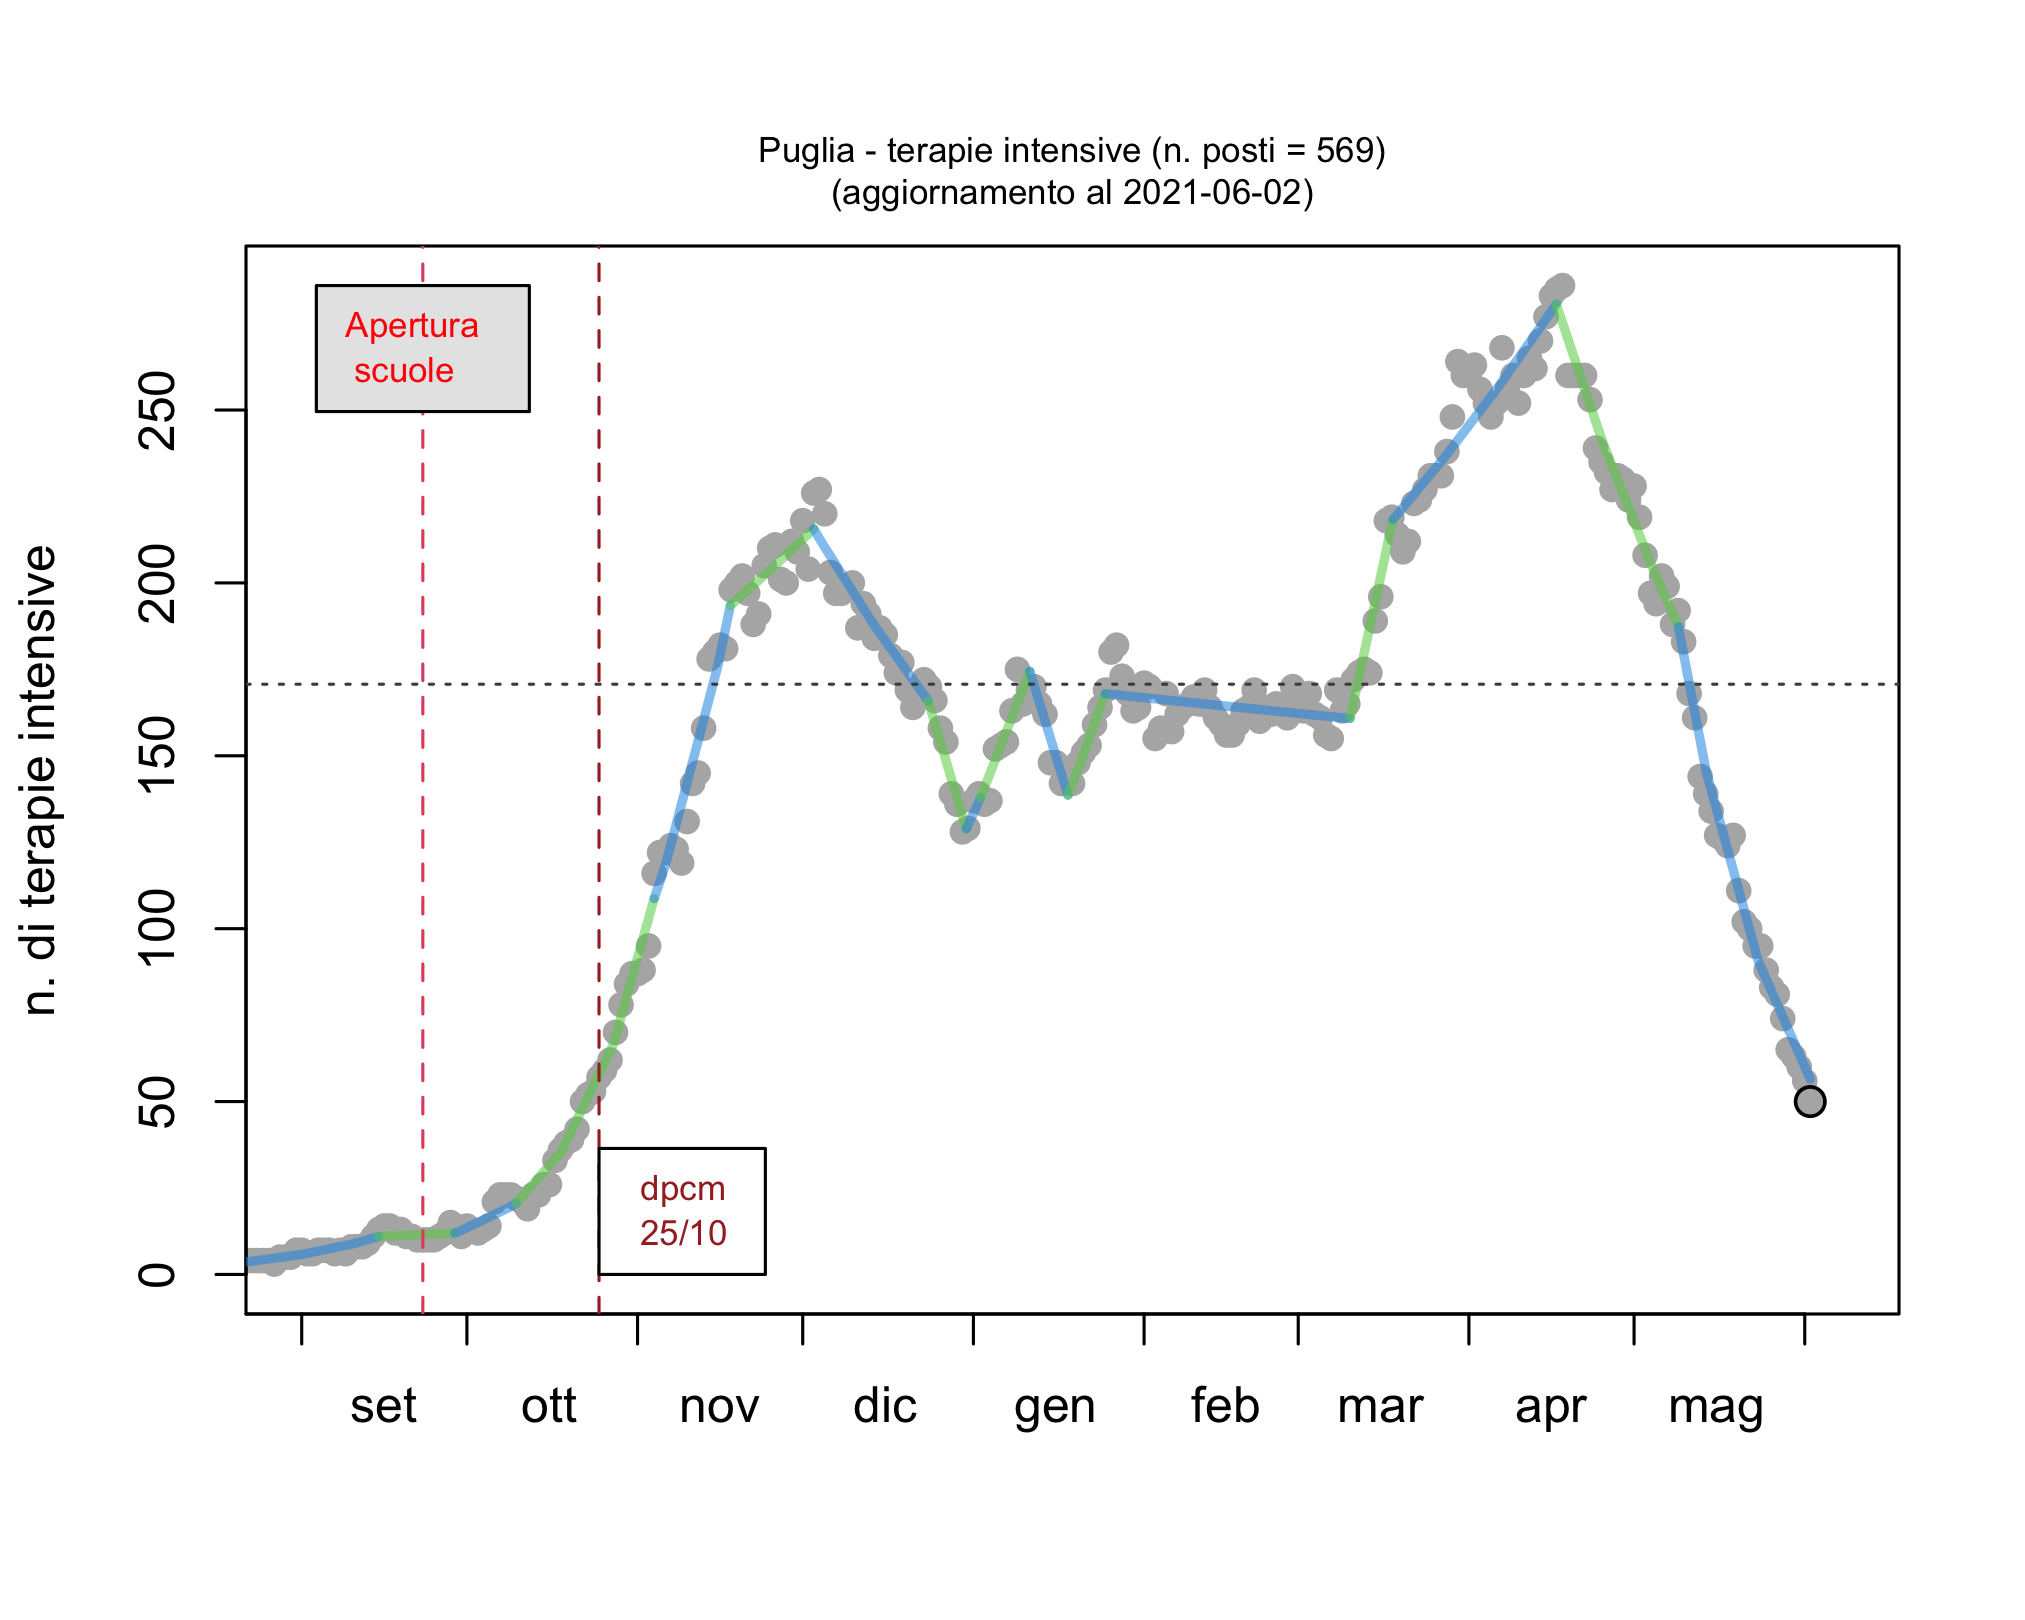 Puglia - terapie intensive (n. posti = 569)
(aggiornamento al 2021-06-02)
Apertura
scuole
n. di terapie intensive
250
200
150
100
50
0
dpcm
25/10
set ott nov dic gen feb mar apr mag